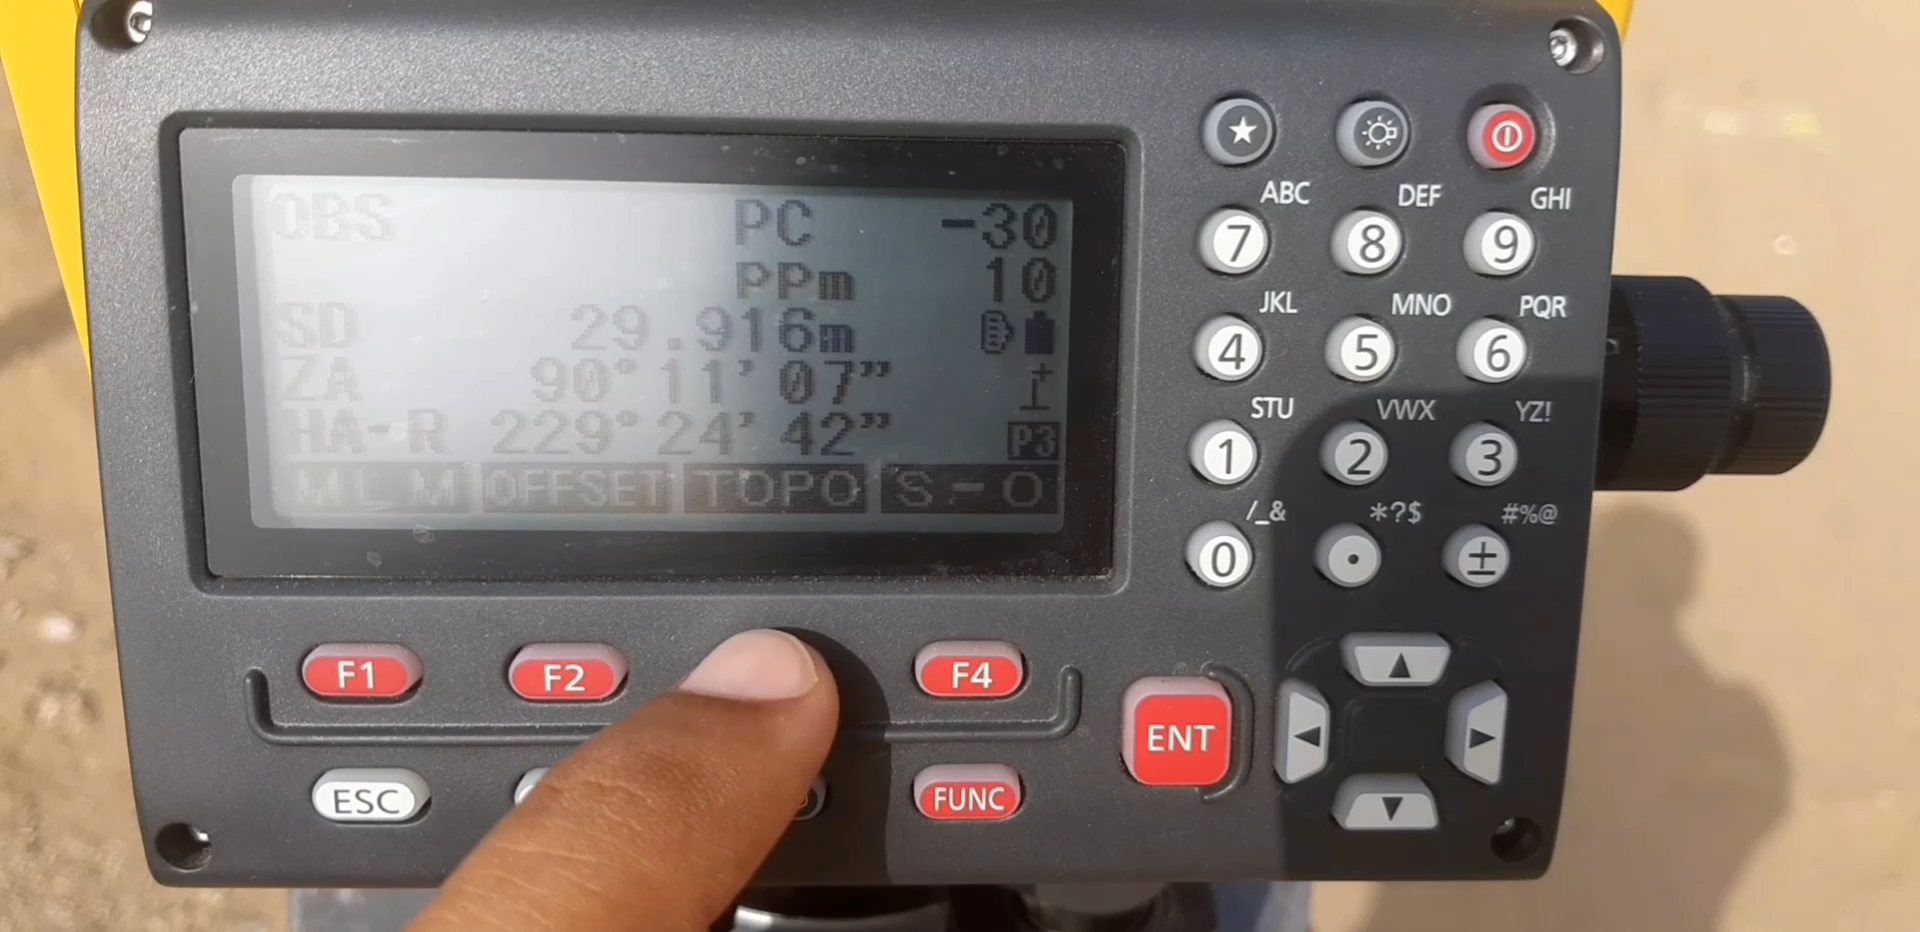 OBS PC -30
PPm 10
SD 29.916m
ZA 90°11'07"
HA-R 229°24'42"
P3
MLM OFFSET TOPO S-O
ABC DEF GHI
7 8 9
JKL MNO PQR
4 5 6
STU VWX YZ!
1 2 3
/_& *?$ #%@
0 . ±
F1 F2 F4
ENT
ESC FUNC